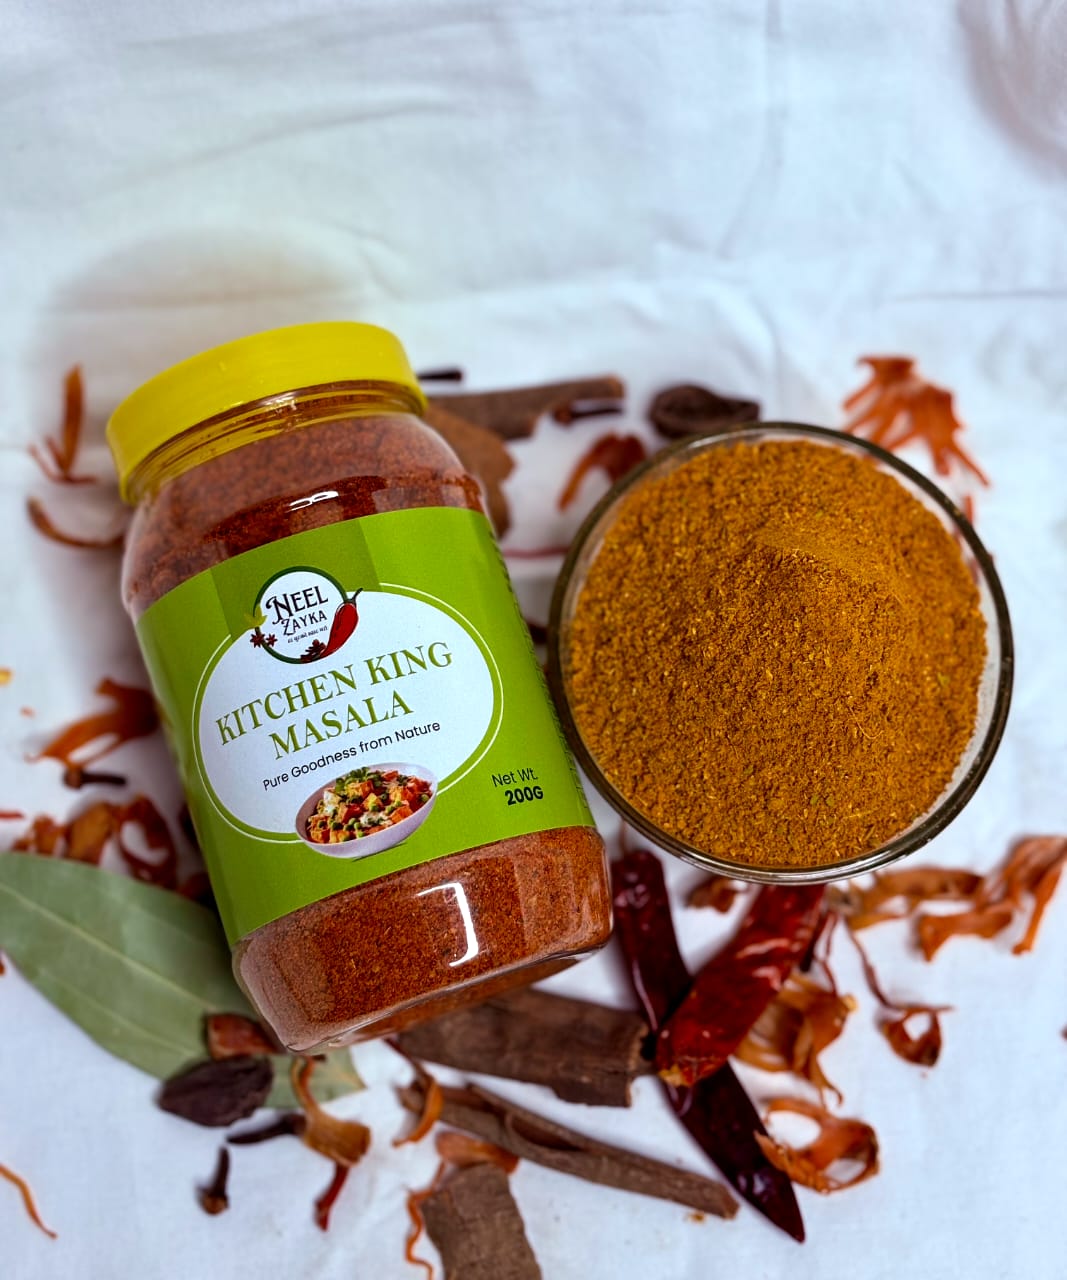 NEEL
ZAYKA
KITCHEN KING
MASALA
Pure Goodness from Nature
Net Wt.
200G